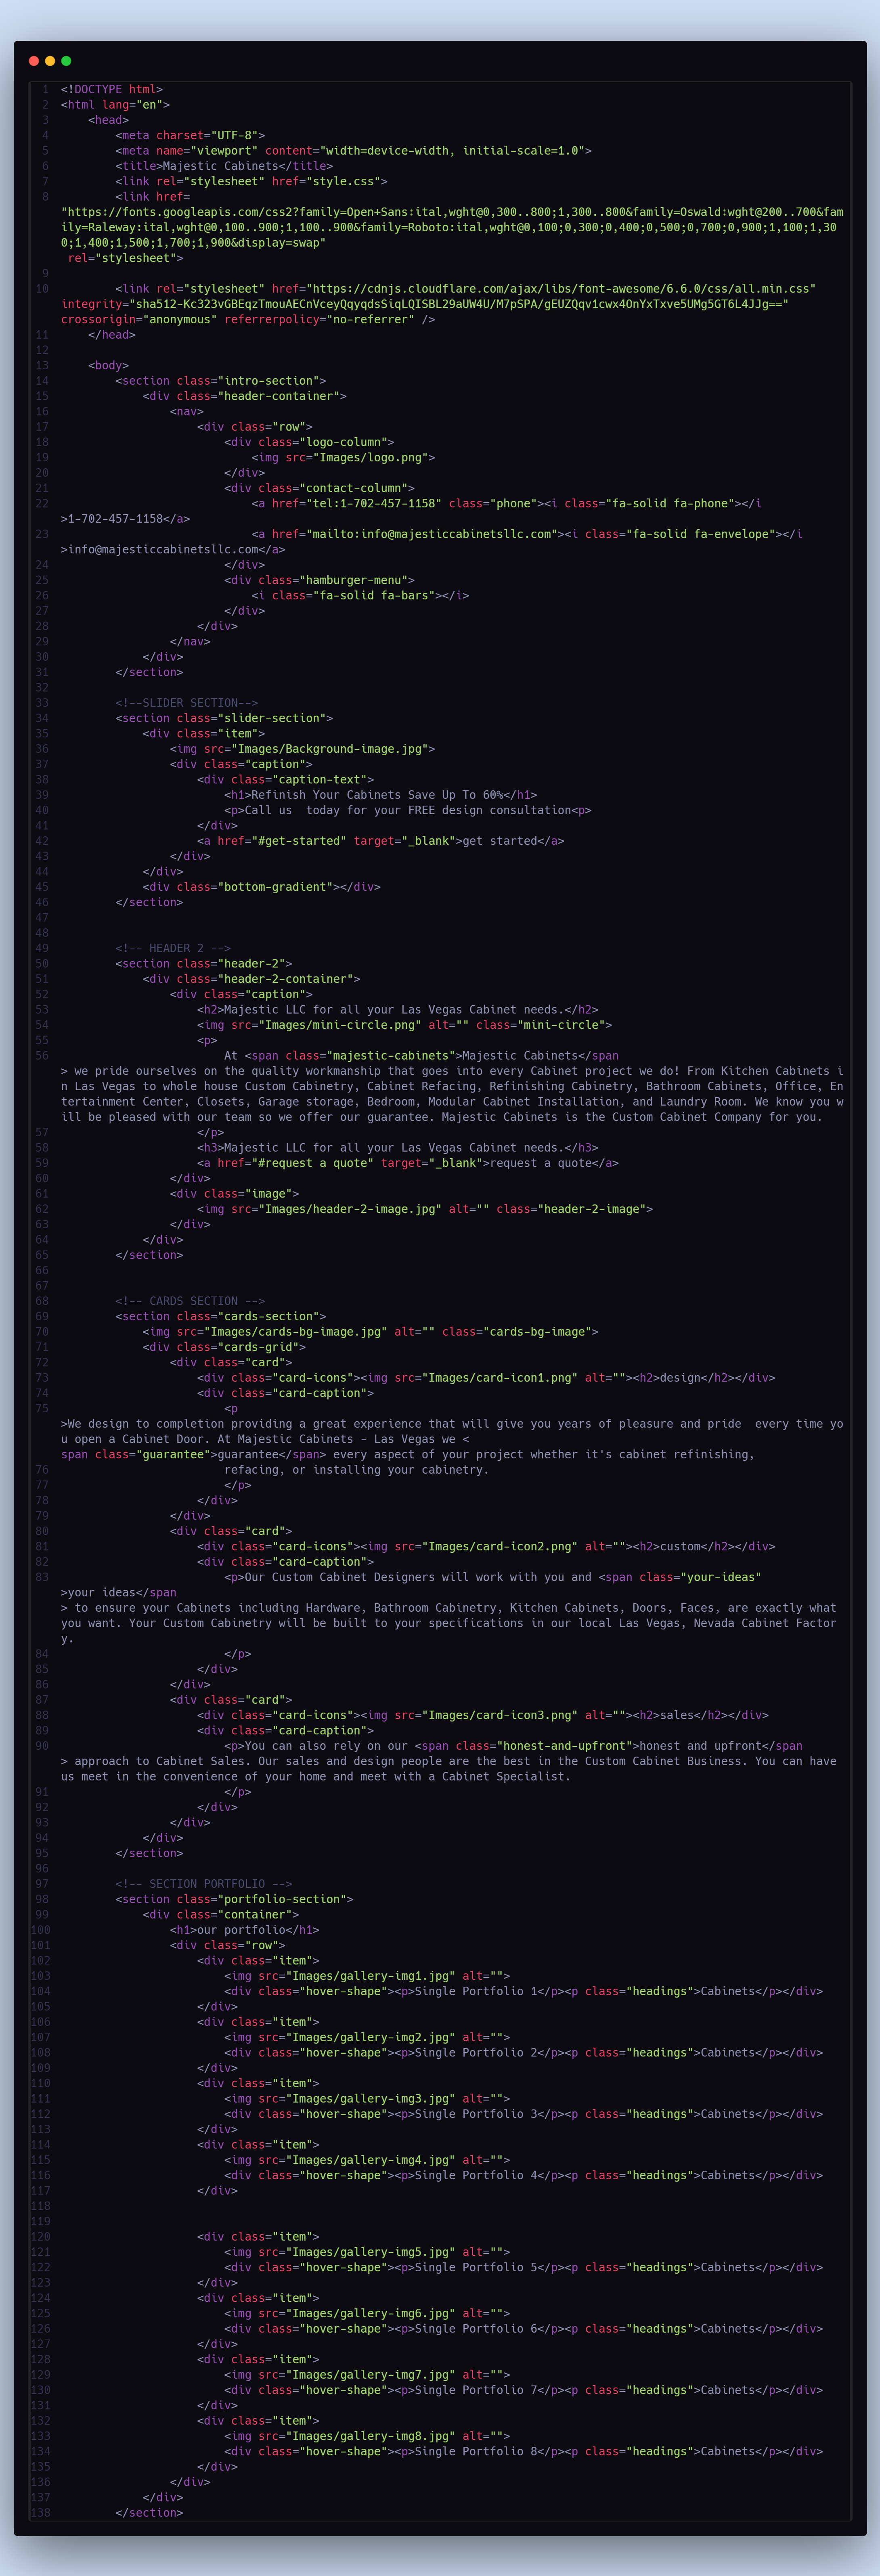 1 <!DOCTYPE html>
2 <html lang="en">
3     <head>
4         <meta charset="UTF-8">
5         <meta name="viewport" content="width=device-width, initial-scale=1.0">
6         <title>Majestic Cabinets</title>
7         <link rel="stylesheet" href="style.css">
8         <link href=
"https://fonts.googleapis.com/css2?family=Open+Sans:ital,wght@0,300..800;1,300..800&family=Oswald:wght@200..700&fam
ily=Raleway:ital,wght@0,100..900;1,100..900&family=Roboto:ital,wght@0,100;0,300;0,400;0,500;0,700;0,900;1,100;1,30
0;1,400;1,500;1,700;1,900&display=swap"
 rel="stylesheet">
9
10         <link rel="stylesheet" href="https://cdnjs.cloudflare.com/ajax/libs/font-awesome/6.6.0/css/all.min.css"
integrity="sha512-Kc323vGBEqzTmouAECnVceyQqyqdsSiqLQISBL29aUW4U/M7pSPA/gEUZQqv1cwx4OnYxTxve5UMg5GT6L4JJg=="
crossorigin="anonymous" referrerpolicy="no-referrer" />
11     </head>
12
13     <body>
14         <section class="intro-section">
15             <div class="header-container">
16                 <nav>
17                     <div class="row">
18                         <div class="logo-column">
19                             <img src="Images/logo.png">
20                         </div>
21                         <div class="contact-column">
22                             <a href="tel:1-702-457-1158" class="phone"><i class="fa-solid fa-phone"></i
>1-702-457-1158</a>
23                             <a href="mailto:info@majesticcabinetsllc.com"><i class="fa-solid fa-envelope"></i
>info@majesticcabinetsllc.com</a>
24                         </div>
25                         <div class="hamburger-menu">
26                             <i class="fa-solid fa-bars"></i>
27                         </div>
28                     </div>
29                 </nav>
30             </div>
31         </section>
32
33         <!--SLIDER SECTION-->
34         <section class="slider-section">
35             <div class="item">
36                 <img src="Images/Background-image.jpg">
37                 <div class="caption">
38                     <div class="caption-text">
39                         <h1>Refinish Your Cabinets Save Up To 60%</h1>
40                         <p>Call us  today for your FREE design consultation<p>
41                     </div>
42                     <a href="#get-started" target="_blank">get started</a>
43                 </div>
44             </div>
45             <div class="bottom-gradient"></div>
46         </section>
47
48
49         <!-- HEADER 2 -->
50         <section class="header-2">
51             <div class="header-2-container">
52                 <div class="caption">
53                     <h2>Majestic LLC for all your Las Vegas Cabinet needs.</h2>
54                     <img src="Images/mini-circle.png" alt="" class="mini-circle">
55                     <p>
56                         At <span class="majestic-cabinets">Majestic Cabinets</span
> we pride ourselves on the quality workmanship that goes into every Cabinet project we do! From Kitchen Cabinets i
n Las Vegas to whole house Custom Cabinetry, Cabinet Refacing, Refinishing Cabinetry, Bathroom Cabinets, Office, En
tertainment Center, Closets, Garage storage, Bedroom, Modular Cabinet Installation, and Laundry Room. We know you w
ill be pleased with our team so we offer our guarantee. Majestic Cabinets is the Custom Cabinet Company for you.
57                     </p>
58                     <h3>Majestic LLC for all your Las Vegas Cabinet needs.</h3>
59                     <a href="#request a quote" target="_blank">request a quote</a>
60                 </div>
61                 <div class="image">
62                     <img src="Images/header-2-image.jpg" alt="" class="header-2-image">
63                 </div>
64             </div>
65         </section>
66
67
68         <!-- CARDS SECTION -->
69         <section class="cards-section">
70             <img src="Images/cards-bg-image.jpg" alt="" class="cards-bg-image">
71             <div class="cards-grid">
72                 <div class="card">
73                     <div class="card-icons"><img src="Images/card-icon1.png" alt=""><h2>design</h2></div>
74                     <div class="card-caption">
75                         <p
>We design to completion providing a great experience that will give you years of pleasure and pride  every time yo
u open a Cabinet Door. At Majestic Cabinets - Las Vegas we <
span class="guarantee">guarantee</span> every aspect of your project whether it's cabinet refinishing,
76                         refacing, or installing your cabinetry.
77                         </p>
78                     </div>
79                 </div>
80                 <div class="card">
81                     <div class="card-icons"><img src="Images/card-icon2.png" alt=""><h2>custom</h2></div>
82                     <div class="card-caption">
83                         <p>Our Custom Cabinet Designers will work with you and <span class="your-ideas"
>your ideas</span
> to ensure your Cabinets including Hardware, Bathroom Cabinetry, Kitchen Cabinets, Doors, Faces, are exactly what
you want. Your Custom Cabinetry will be built to your specifications in our local Las Vegas, Nevada Cabinet Factor
y.
84                         </p>
85                     </div>
86                 </div>
87                 <div class="card">
88                     <div class="card-icons"><img src="Images/card-icon3.png" alt=""><h2>sales</h2></div>
89                     <div class="card-caption">
90                         <p>You can also rely on our <span class="honest-and-upfront">honest and upfront</span
> approach to Cabinet Sales. Our sales and design people are the best in the Custom Cabinet Business. You can have
us meet in the convenience of your home and meet with a Cabinet Specialist.
91                         </p>
92                     </div>
93                 </div>
94             </div>
95         </section>
96
97         <!-- SECTION PORTFOLIO -->
98         <section class="portfolio-section">
99             <div class="container">
100                 <h1>our portfolio</h1>
101                 <div class="row">
102                     <div class="item">
103                         <img src="Images/gallery-img1.jpg" alt="">
104                         <div class="hover-shape"><p>Single Portfolio 1</p><p class="headings">Cabinets</p></div>
105                     </div>
106                     <div class="item">
107                         <img src="Images/gallery-img2.jpg" alt="">
108                         <div class="hover-shape"><p>Single Portfolio 2</p><p class="headings">Cabinets</p></div>
109                     </div>
110                     <div class="item">
111                         <img src="Images/gallery-img3.jpg" alt="">
112                         <div class="hover-shape"><p>Single Portfolio 3</p><p class="headings">Cabinets</p></div>
113                     </div>
114                     <div class="item">
115                         <img src="Images/gallery-img4.jpg" alt="">
116                         <div class="hover-shape"><p>Single Portfolio 4</p><p class="headings">Cabinets</p></div>
117                     </div>
118
119
120                     <div class="item">
121                         <img src="Images/gallery-img5.jpg" alt="">
122                         <div class="hover-shape"><p>Single Portfolio 5</p><p class="headings">Cabinets</p></div>
123                     </div>
124                     <div class="item">
125                         <img src="Images/gallery-img6.jpg" alt="">
126                         <div class="hover-shape"><p>Single Portfolio 6</p><p class="headings">Cabinets</p></div>
127                     </div>
128                     <div class="item">
129                         <img src="Images/gallery-img7.jpg" alt="">
130                         <div class="hover-shape"><p>Single Portfolio 7</p><p class="headings">Cabinets</p></div>
131                     </div>
132                     <div class="item">
133                         <img src="Images/gallery-img8.jpg" alt="">
134                         <div class="hover-shape"><p>Single Portfolio 8</p><p class="headings">Cabinets</p></div>
135                     </div>
136                 </div>
137             </div>
138         </section>